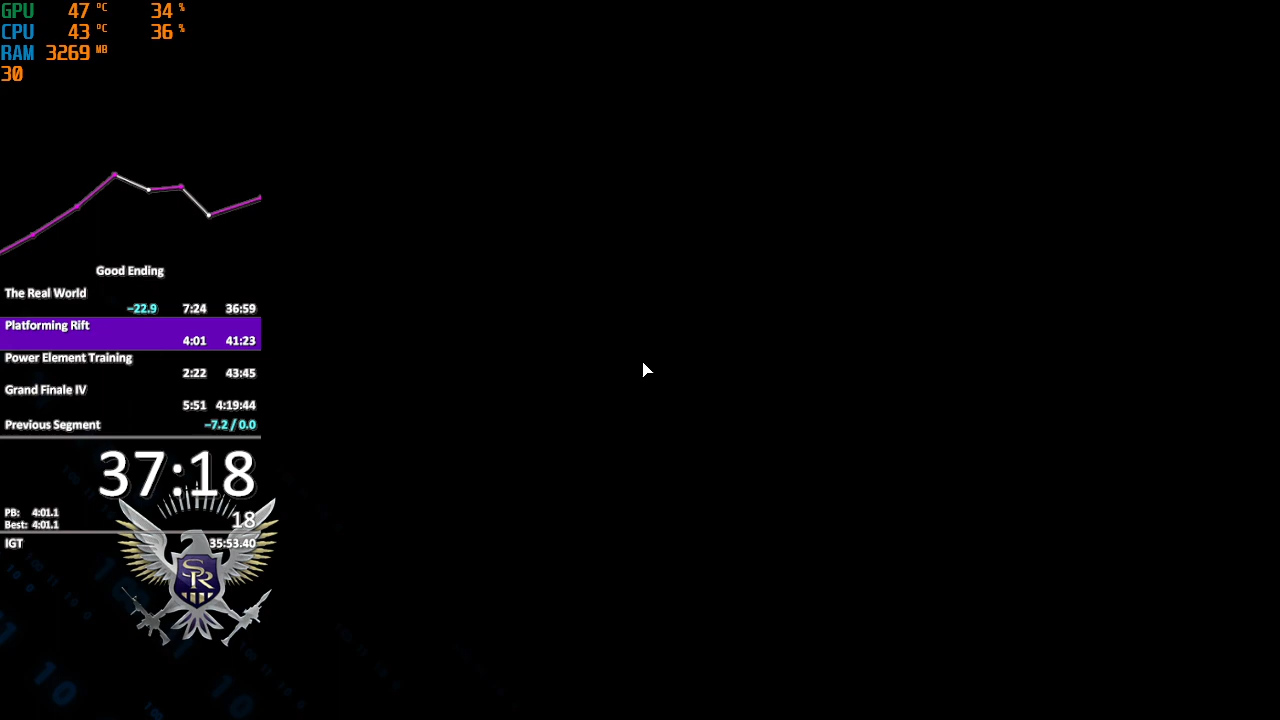 GPU 47 °C 34 %
CPU 43 °C 36 %
RAM 3269 MB
30
Good Ending
The Real World
−22.9 7:24 36:59
Platforming Rift
4:01 41:23
Power Element Training
2:22 43:45
Grand Finale IV
5:51 4:19:44
Previous Segment −7.2 / 0.0
37:18
PB: 4:01.1
18
Best: 4:01.1
IGT 35:53.40
SR
10
10